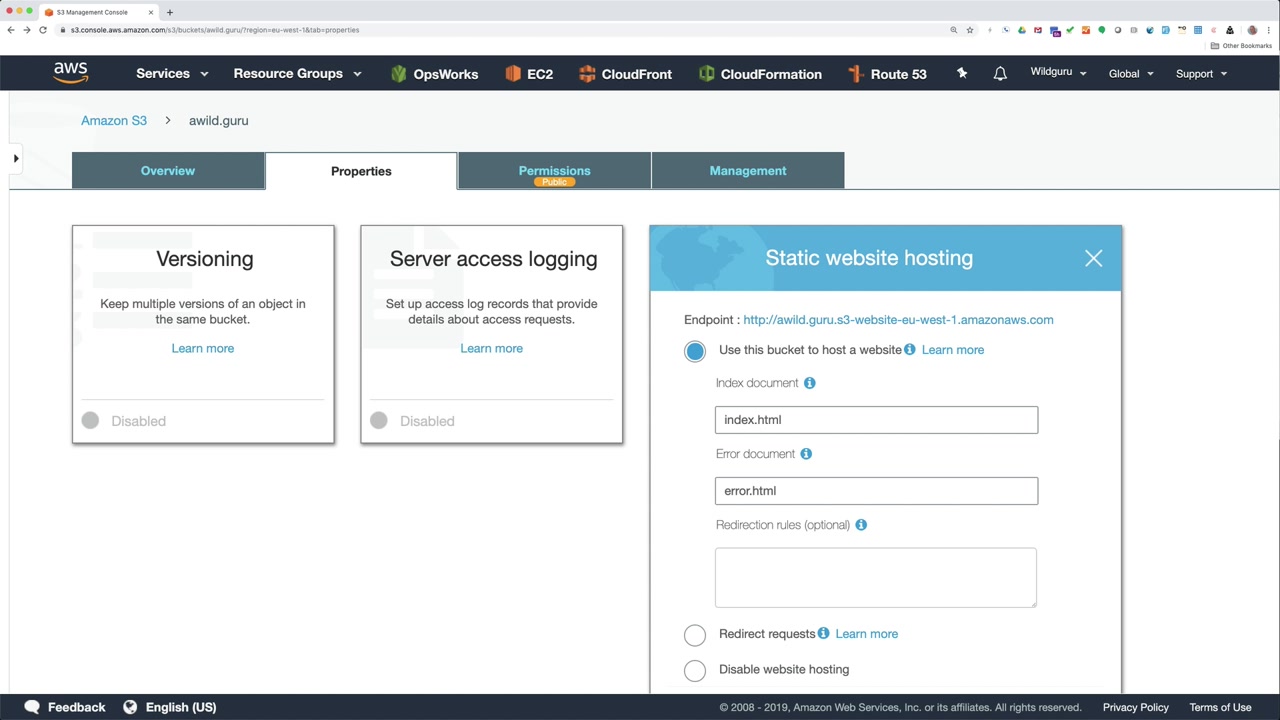 S3 Management Console
s3.console.aws.amazon.com/s3/buckets/awild.guru/?region=eu-west-1&tab=properties
Other Bookmarks
aws
Services
Resource Groups
OpsWorks
EC2
CloudFront
CloudFormation
Route 53
Wildguru
Global
Support
Amazon S3 > awild.guru
Overview
Properties
Permissions
Public
Management
Versioning
Keep multiple versions of an object in
the same bucket.
Learn more
Disabled
Server access logging
Set up access log records that provide
details about access requests.
Learn more
Disabled
Static website hosting
Endpoint : http://awild.guru.s3-website-eu-west-1.amazonaws.com
Use this bucket to host a website Learn more
Index document
index.html
Error document
error.html
Redirection rules (optional)
Redirect requests Learn more
Disable website hosting
Feedback
English (US)
© 2008 - 2019, Amazon Web Services, Inc. or its affiliates. All rights reserved.
Privacy Policy
Terms of Use